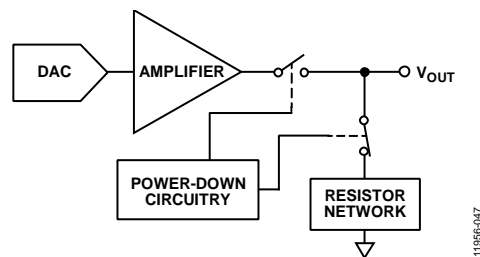 DAC
AMPLIFIER
VOUT
POWER-DOWN
CIRCUITRY
RESISTOR
NETWORK
11956-047